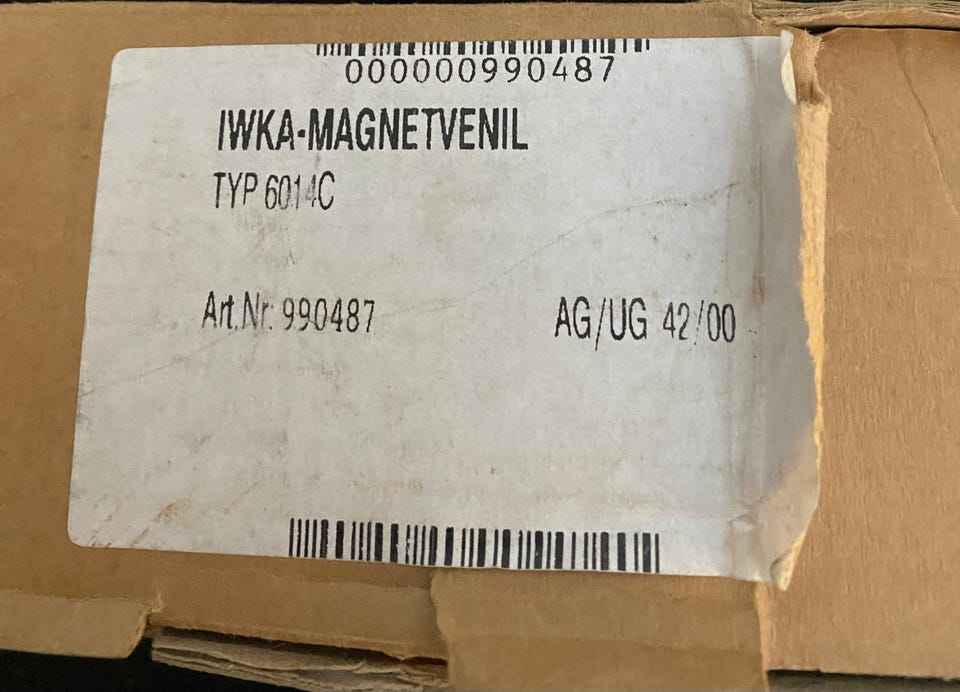 000000990487
IWKA-MAGNETVENIL
TYP 6014C
Art.Nr. 990487 AG/UG 42/00